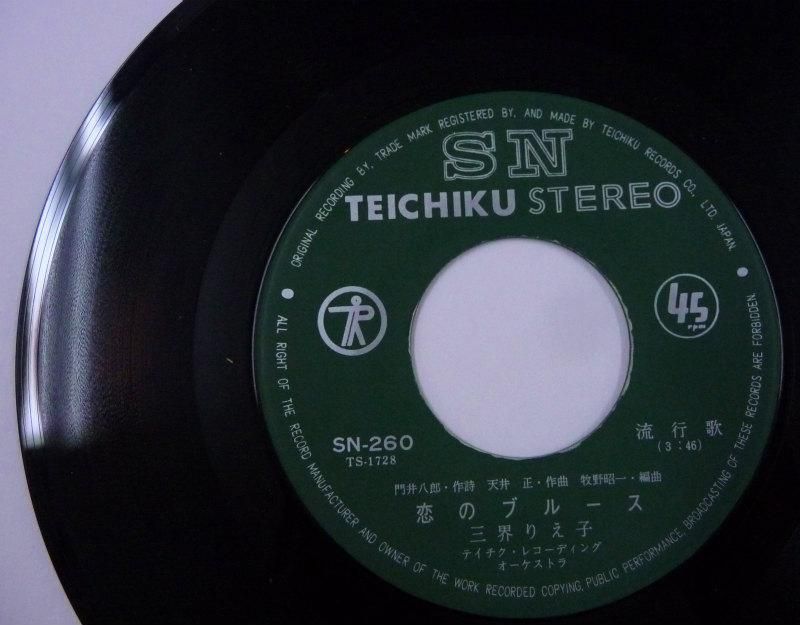 ORIGINAL RECORDING BY, TRADE MARK REGISTERED BY, AND MADE BY TEICHIKU RECORDS CO., LTD. JAPAN.
SN
TEICHIKU STEREO
45
rpm
SN-260
TS-1728
流行歌
(3:46)
門井八郎・作詩 天井 正・作曲 牧野昭一・編曲
恋のブルース
三界りえ子
テイチク・レコーディング
オーケストラ
ALL RIGHT OF THE RECORD MANUFACTURER AND OWNER OF THE WORK RECORDED COPYING, PUBLIC PERFORMANCE, BROADCASTING OF THESE RECORDS ARE FORBIDDEN.